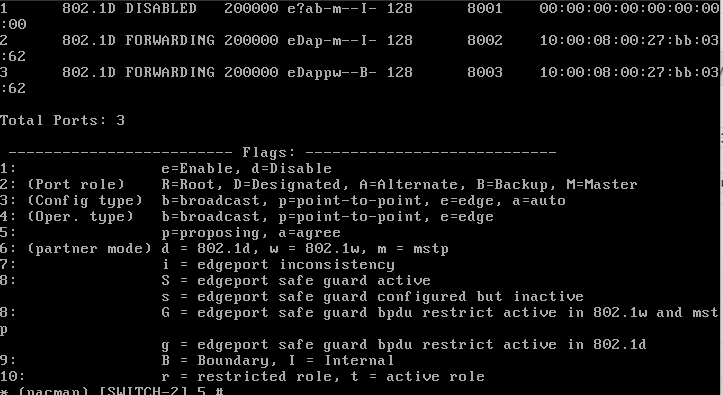 1      802.1D DISABLED   200000 e?ab-m--I- 128      8001    00:00:00:00:00:00:00
:00
2      802.1D FORWARDING 200000 eDap-m--I- 128      8002    10:00:08:00:27:bb:03
:62
3      802.1D FORWARDING 200000 eDappw--B- 128      8003    10:00:08:00:27:bb:03
:62
Total Ports: 3
------------------------- Flags: ----------------------------
1:                e=Enable, d=Disable
2: (Port role)    R=Root, D=Designated, A=Alternate, B=Backup, M=Master
3: (Config type)  b=broadcast, p=point-to-point, e=edge, a=auto
4: (Oper. type)   b=broadcast, p=point-to-point, e=edge
5:                p=proposing, a=agree
6: (partner mode) d = 802.1d, w = 802.1w, m = mstp
7:                i = edgeport inconsistency
8:                S = edgeport safe guard active
                  s = edgeport safe guard configured but inactive
8:                G = edgeport safe guard bpdu restrict active in 802.1w and mst
p
                  g = edgeport safe guard bpdu restrict active in 802.1d
9:                B = Boundary, I = Internal
10:               r = restricted role, t = active role
* (pacman) [SWITCH-2] 5 #